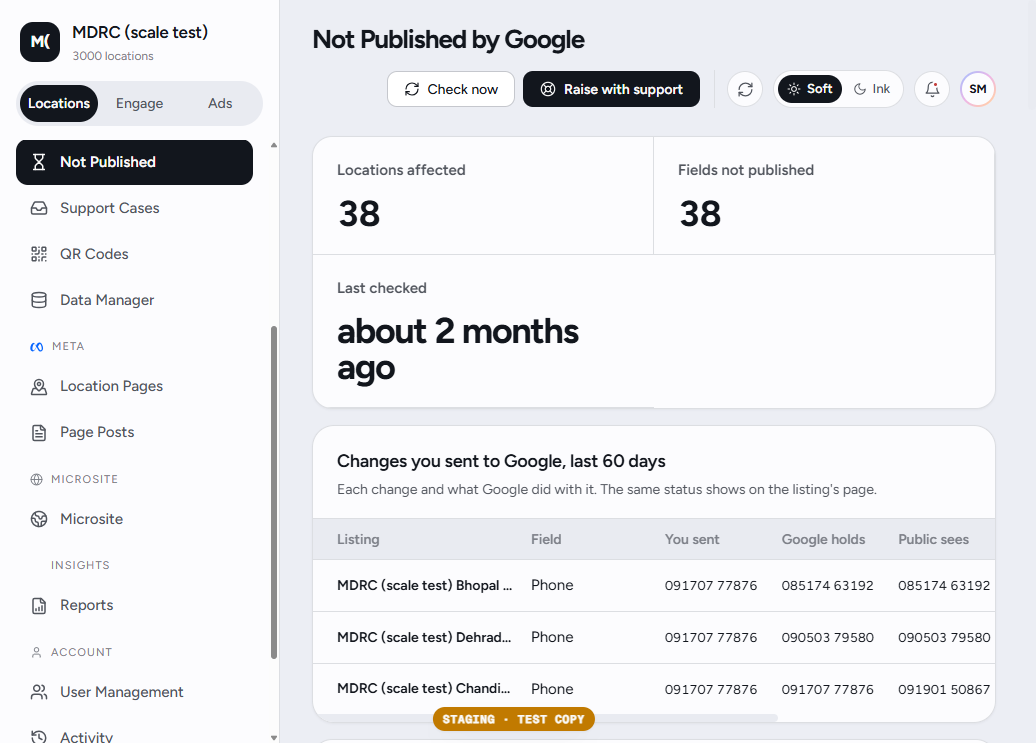 M(
MDRC (scale test)
3000 locations
Locations Engage Ads
Not Published
Support Cases
QR Codes
Data Manager
META
Location Pages
Page Posts
MICROSITE
Microsite
INSIGHTS
Reports
ACCOUNT
User Management
Activity
Not Published by Google
Check now
Raise with support
Soft Ink
SM
Locations affected
38
Fields not published
38
Last checked
about 2 months
ago
Changes you sent to Google, last 60 days
Each change and what Google did with it. The same status shows on the listing's page.
Listing Field You sent Google holds Public sees
MDRC (scale test) Bhopal ... Phone 091707 77876 085174 63192 085174 63192
MDRC (scale test) Dehrad... Phone 091707 77876 090503 79580 090503 79580
MDRC (scale test) Chandi... Phone 091707 77876 091707 77876 091901 50867
STAGING · TEST COPY